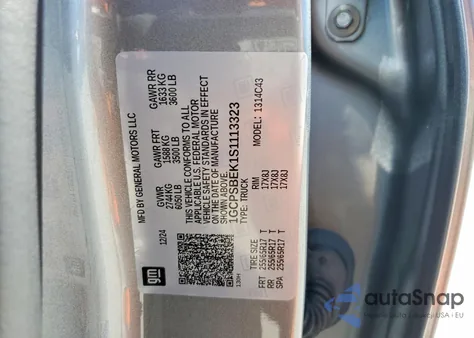 MFD BY GENERAL MOTORS LLC
12/24
GVWR
2744 KG
6050 LB
GAWR FRT
1588 KG
3500 LB
GAWR RR
1633 KG
3600 LB
THIS VEHICLE CONFORMS TO ALL
APPLICABLE U.S. FEDERAL MOTOR
VEHICLE SAFETY STANDARDS IN EFFECT
ON THE DATE OF MANUFACTURE
SHOWN ABOVE.
1GCPSBEK1S1113323
TYPE: TRUCK
MODEL: 1314C43
TIRE SIZE
RIM
FRT 255/65R17 T 17X8J
RR 255/65R17 T 17X8J
SPA 255/65R17 T 17X8J
gm
autoSnap